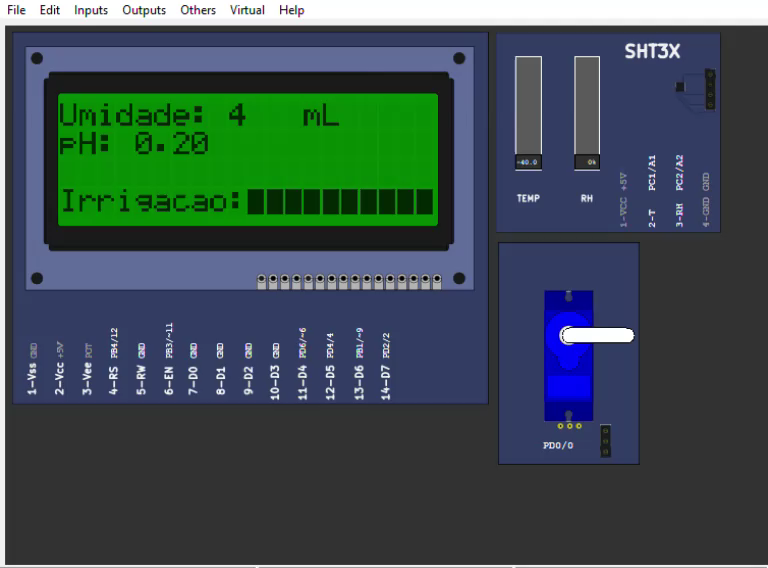 File Edit Inputs Outputs Others Virtual Help
Umidade: 4 mL
pH: 0.20
Irrigacao:
1-Vss GND
2-Vcc +5V
3-Vee POT
4-RS PB4/12
5-RW GND
6-EN PB3/~11
7-D0 GND
8-D1 GND
9-D2 GND
10-D3 GND
11-D4 PD6/~6
12-D5 PD4/4
13-D6 PB1/~9
14-D7 PD2/2
SHT3X
-40.0
0%
TEMP
RH
1-VCC +5V
2-T PC1/A1
3-RH PC2/A2
4-GND GND
PD0/0